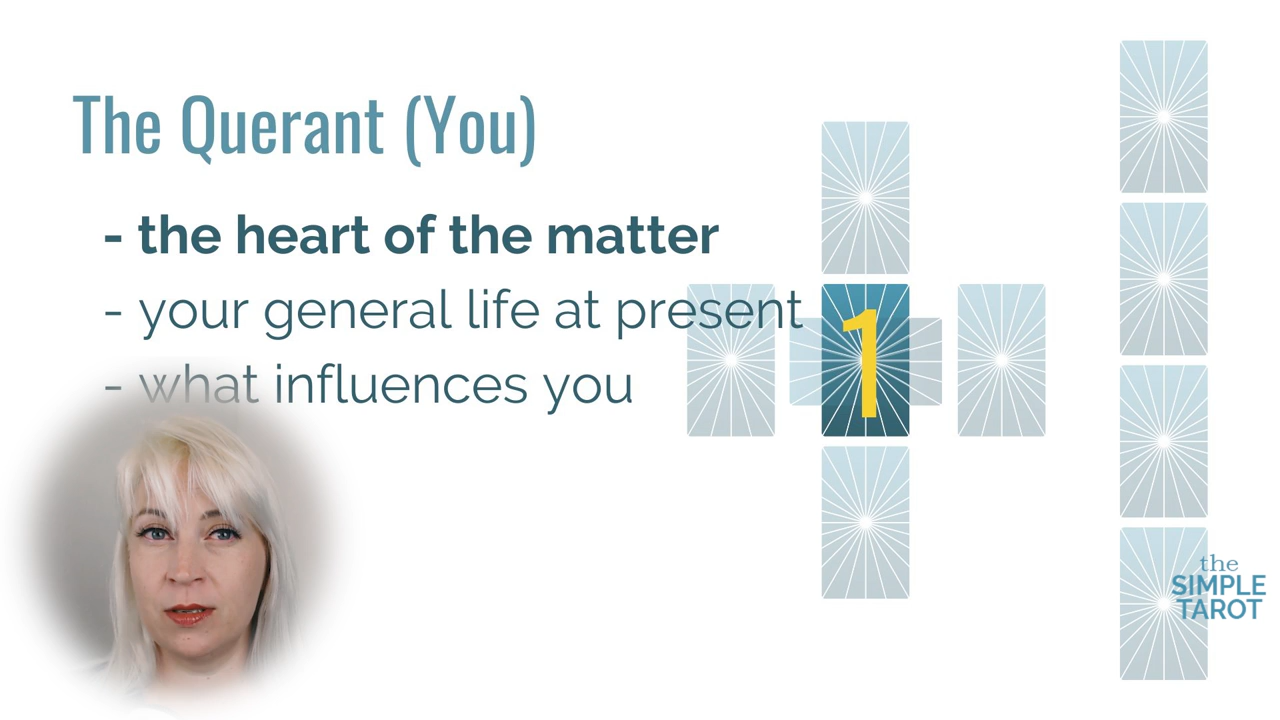 The Querant (You)
- the heart of the matter
- your general life at present
- what influences you
1
the
SIMPLE
TAROT